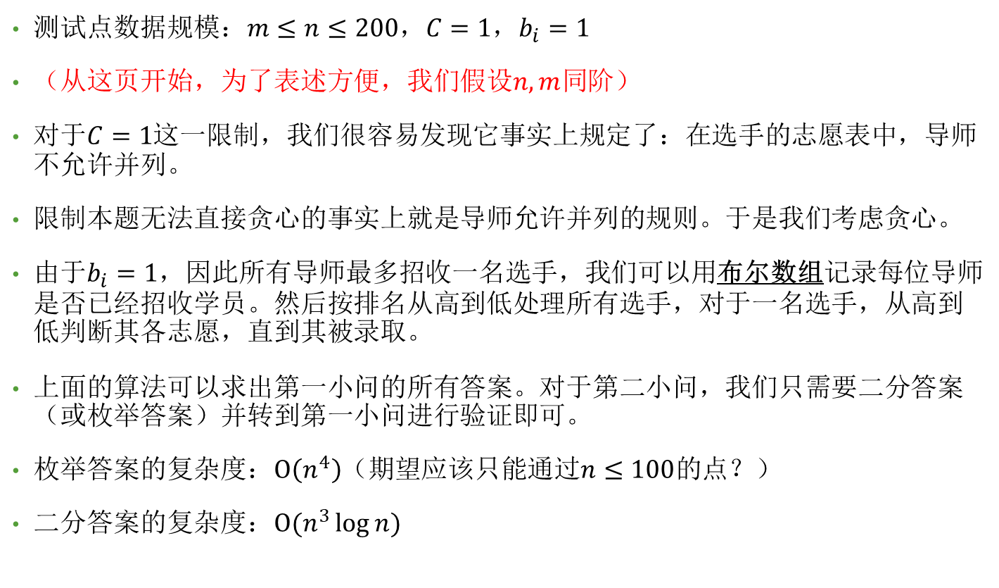 • 测试点数据规模：m ≤ n ≤ 200，C = 1，bᵢ = 1
• （从这页开始，为了表述方便，我们假设n, m同阶）
• 对于C = 1这一限制，我们很容易发现它事实上规定了：在选手的志愿表中，导师
不允许并列。
• 限制本题无法直接贪心的事实上就是导师允许并列的规则。于是我们考虑贪心。
• 由于bᵢ = 1，因此所有导师最多招收一名选手，我们可以用布尔数组记录每位导师
是否已经招收学员。然后按排名从高到低处理所有选手，对于一名选手，从高到
低判断其各志愿，直到其被录取。
• 上面的算法可以求出第一小问的所有答案。对于第二小问，我们只需要二分答案
（或枚举答案）并转到第一小问进行验证即可。
• 枚举答案的复杂度：O(n⁴)（期望应该只能通过n ≤ 100的点？）
• 二分答案的复杂度：O(n³ log n)